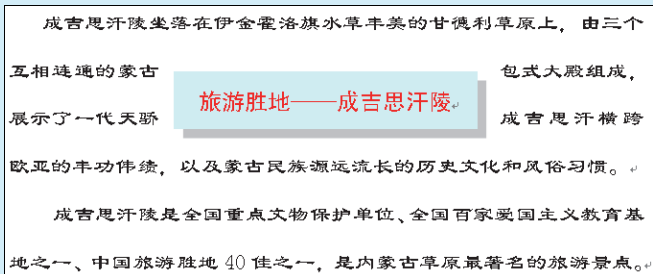 成吉思汗陵坐落在伊金霍洛旗水草丰美的甘德利草原上，由三个
互相连通的蒙古
包式大殿组成，
旅游胜地——成吉思汗陵
展示了一代天骄
成吉思汗横跨
欧亚的丰功伟绩，以及蒙古民族源远流长的历史文化和风俗习惯。
成吉思汗陵是全国重点文物保护单位、全国百家爱国主义教育基
地之一、中国旅游胜地 40 佳之一，是内蒙古草原最著名的旅游景点。